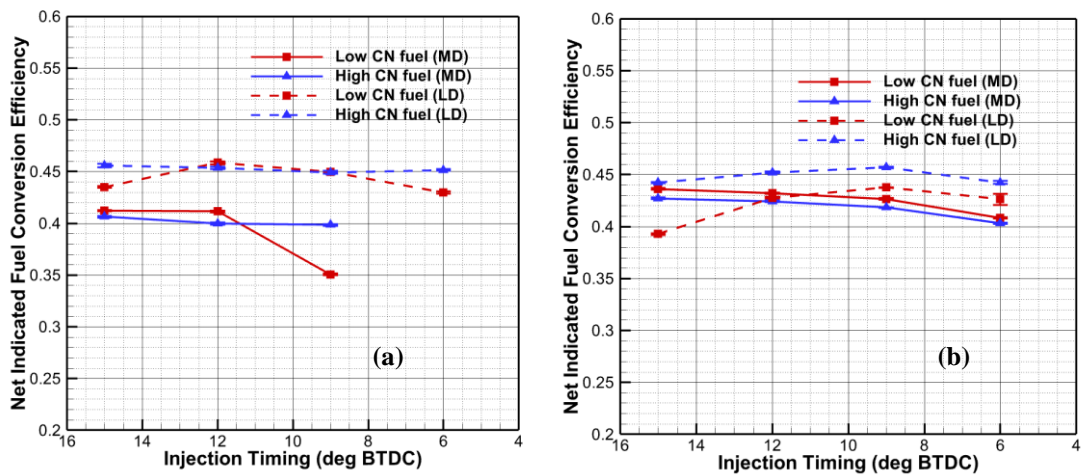 Net Indicated Fuel Conversion Efficiency
0.6
0.55
0.5
0.45
0.4
0.35
0.3
0.25
0.2
Low CN fuel (MD)
High CN fuel (MD)
Low CN fuel (LD)
High CN fuel (LD)
(a)
16 14 12 10 8 6 4
Injection Timing (deg BTDC)
Net Indicated Fuel Conversion Efficiency
0.6
0.55
0.5
0.45
0.4
0.35
0.3
0.25
0.2
Low CN fuel (MD)
High CN fuel (MD)
Low CN fuel (LD)
High CN fuel (LD)
(b)
16 14 12 10 8 6 4
Injection Timing (deg BTDC)